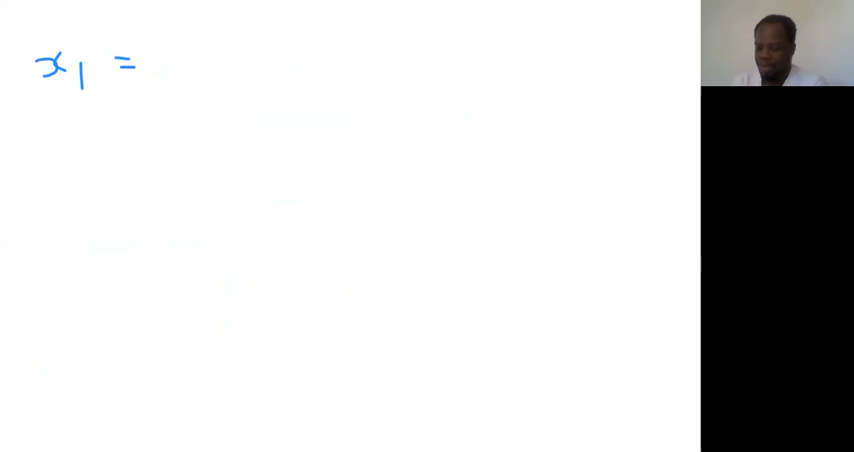 x₁ =